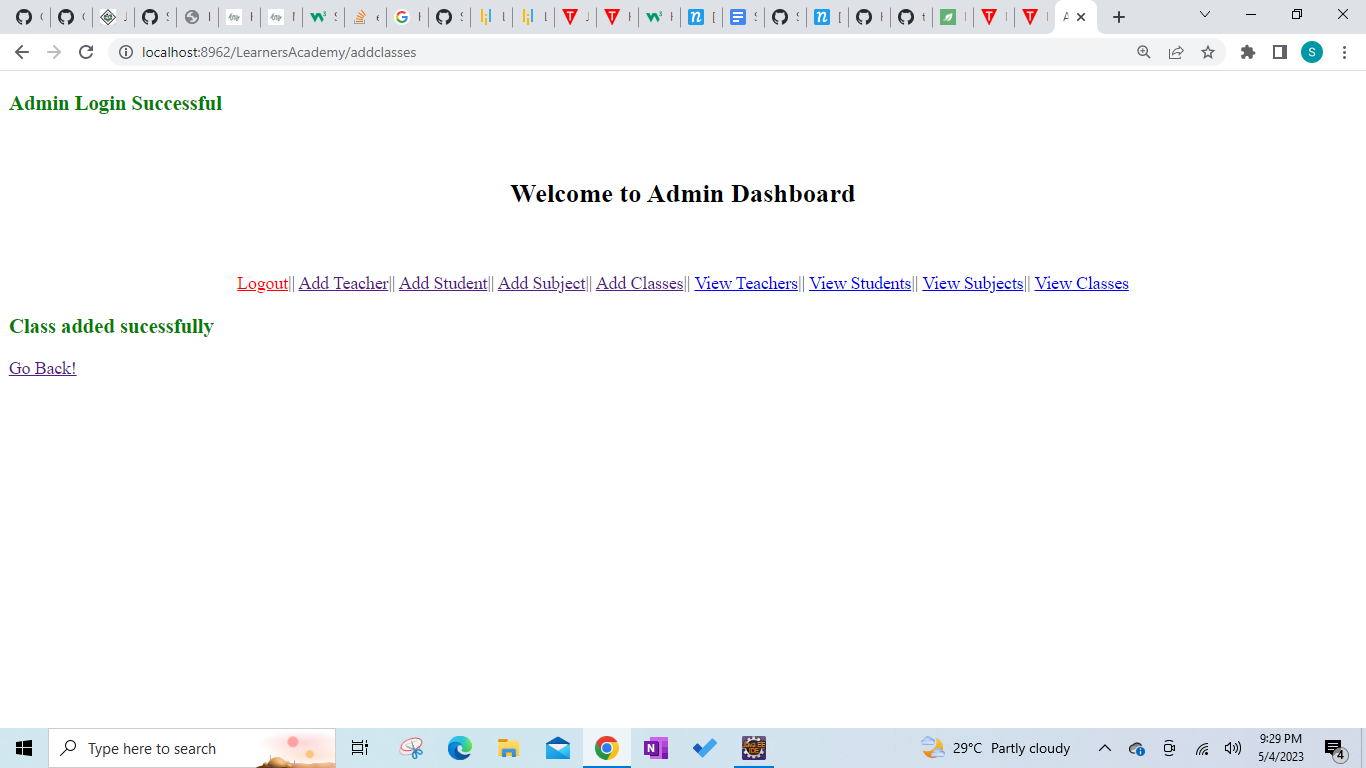 localhost:8962/LearnersAcademy/addclasses
S
Admin Login Successful
Welcome to Admin Dashboard
Logout|| Add Teacher|| Add Student|| Add Subject|| Add Classes|| View Teachers|| View Students|| View Subjects|| View Classes
Class added sucessfully
Go Back!
Type here to search
29°C Partly cloudy
9:29 PM
5/4/2023
4